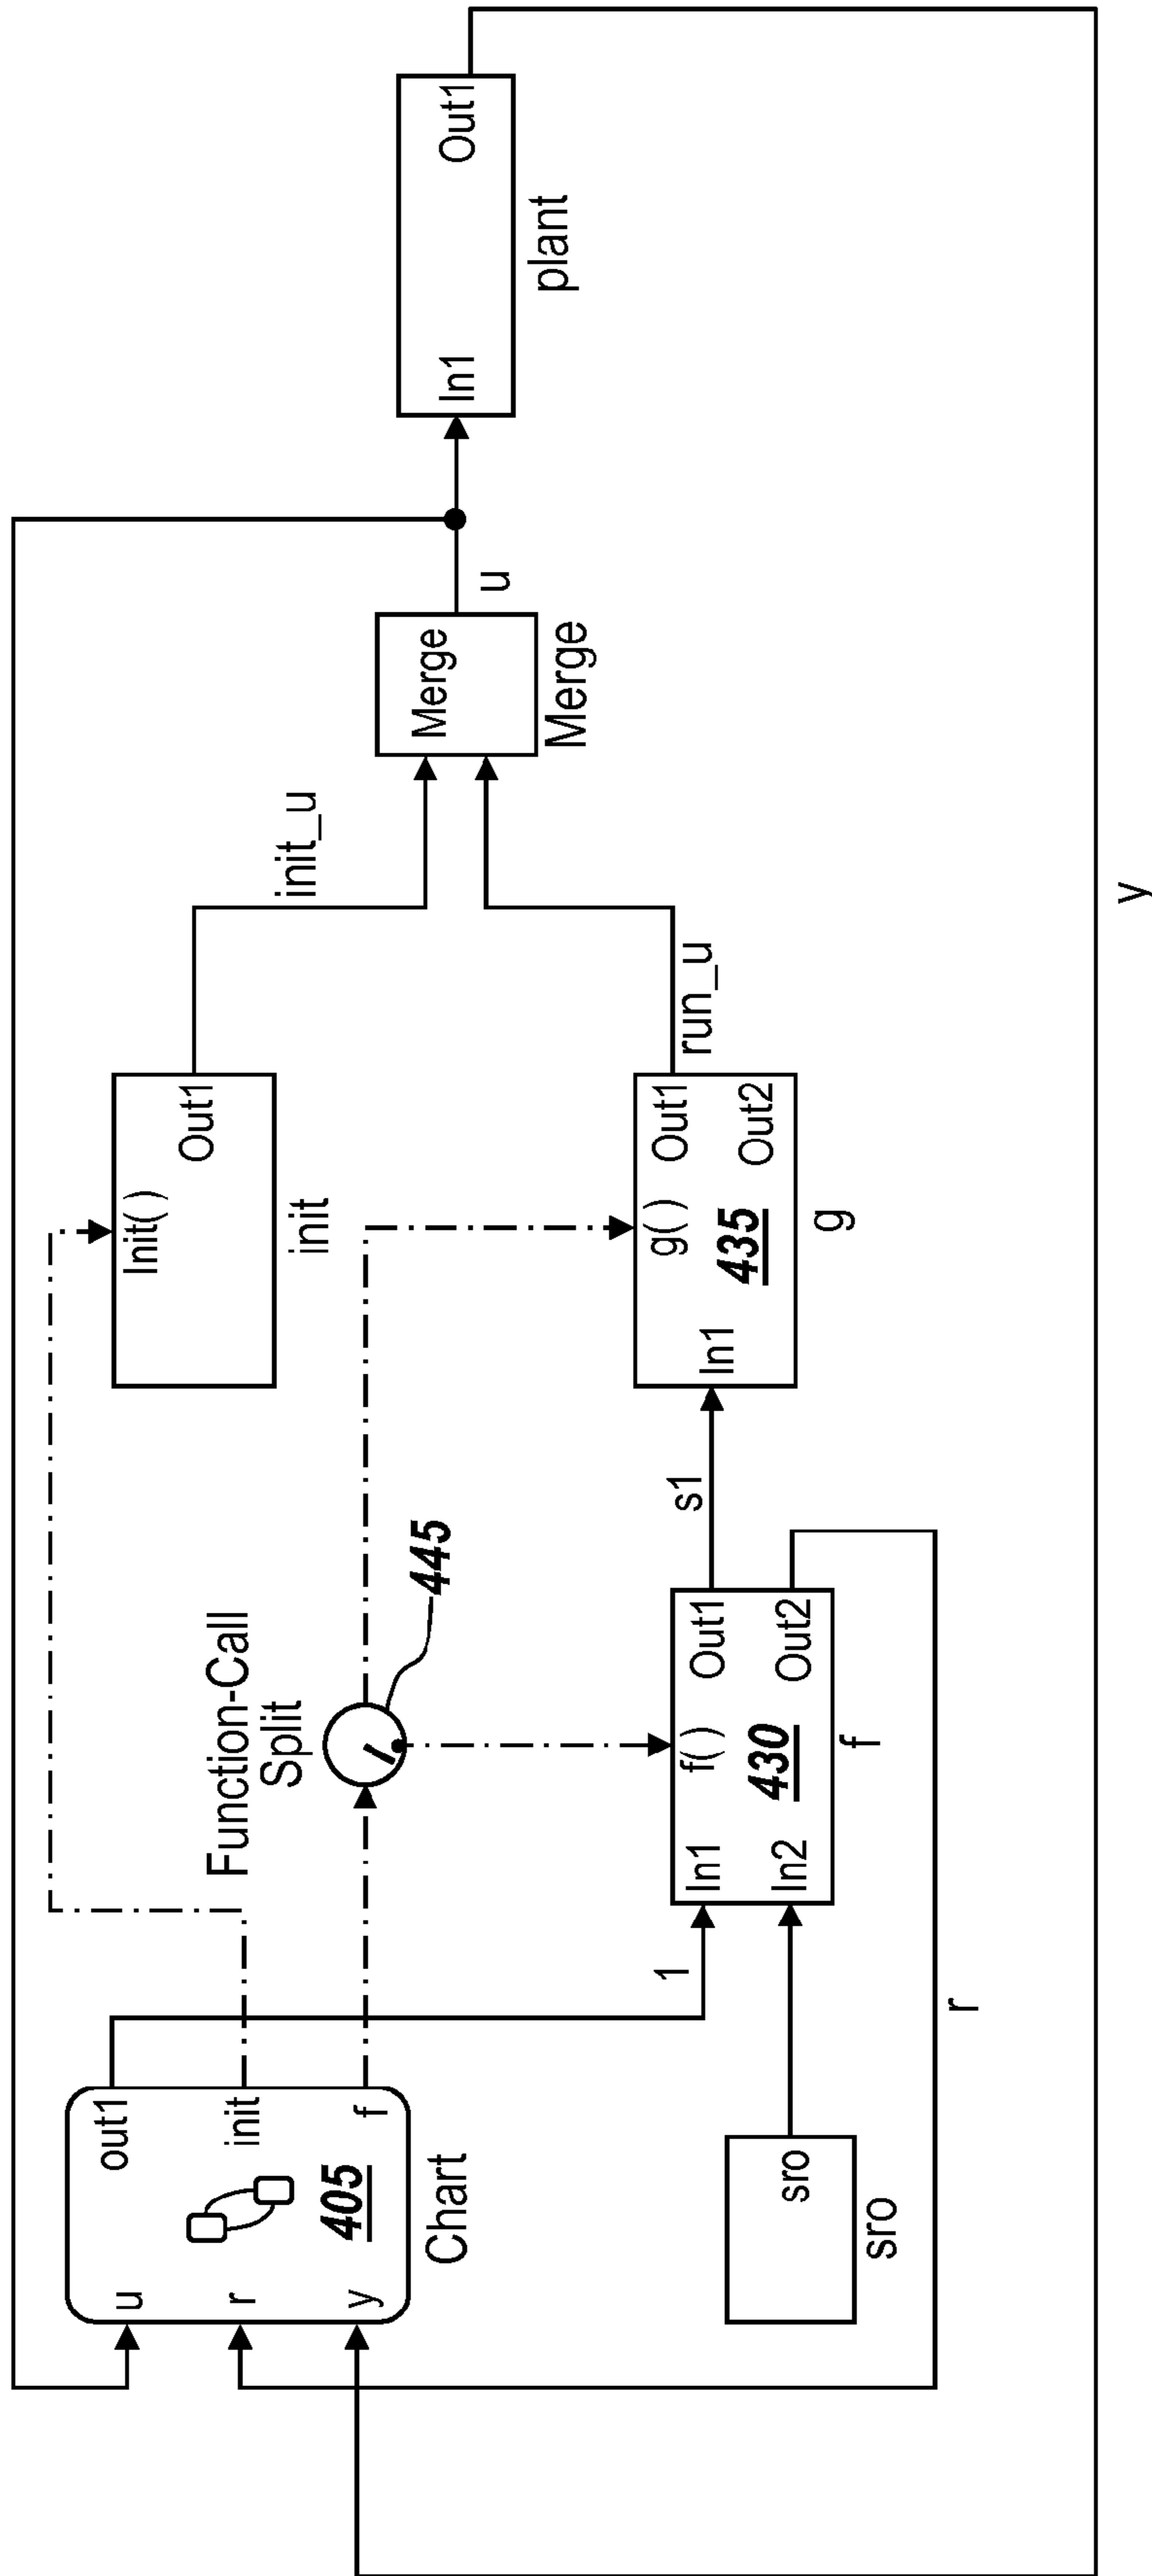 u
r
y
out1
init
f
405
Chart
sro
sro
1
Function-Call
Split
445
In1
In2
f()
430
Out1
Out2
f
r
s1
Init( )
Out1
init
In1
g( )
435
Out1
Out2
g
init_u
run_u
Merge
Merge
u
In1
Out1
plant
y